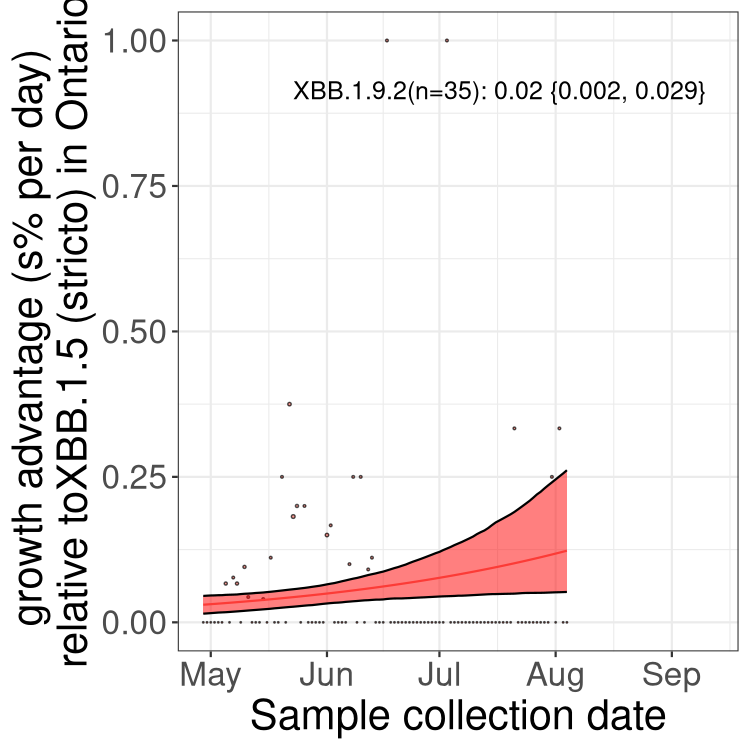 growth advantage (s% per day)
relative toXBB.1.5 (stricto) in Ontario
1.00
0.75
0.50
0.25
0.00
XBB.1.9.2(n=35): 0.02 {0.002, 0.029}
May Jun Jul Aug Sep
Sample collection date